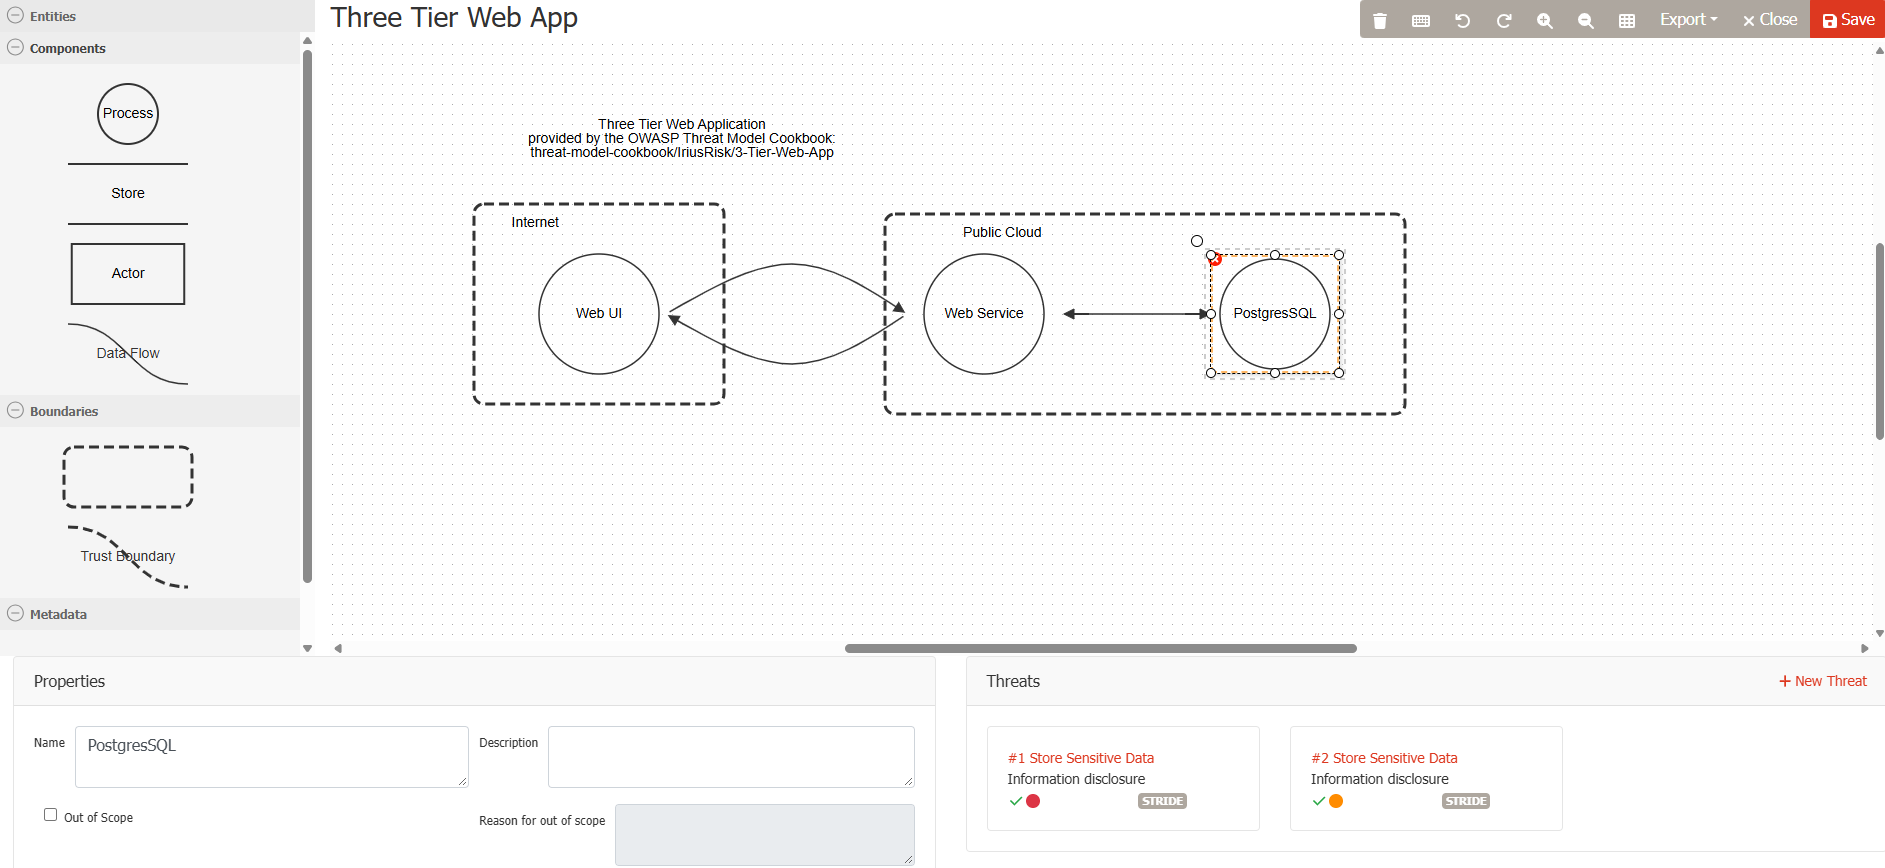 Entities
Components
Process
Store
Actor
Data Flow
Boundaries
Trust Boundary
Metadata
Three Tier Web App
Export
Close
Save
Three Tier Web Application
provided by the OWASP Threat Model Cookbook:
threat-model-cookbook/IriusRisk/3-Tier-Web-App
Internet
Web UI
Public Cloud
Web Service
PostgresSQL
Properties
Name
PostgresSQL
Description
Out of Scope
Reason for out of scope
Threats
+ New Threat
#1 Store Sensitive Data
Information disclosure
STRIDE
#2 Store Sensitive Data
Information disclosure
STRIDE